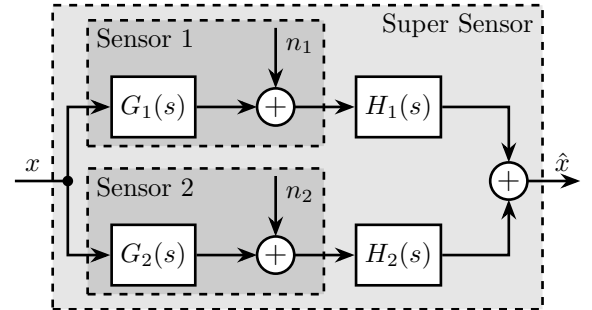 Super Sensor
Sensor 1
n₁
G₁(s)
+
H₁(s)
x
x̂
+
Sensor 2
n₂
G₂(s)
+
H₂(s)